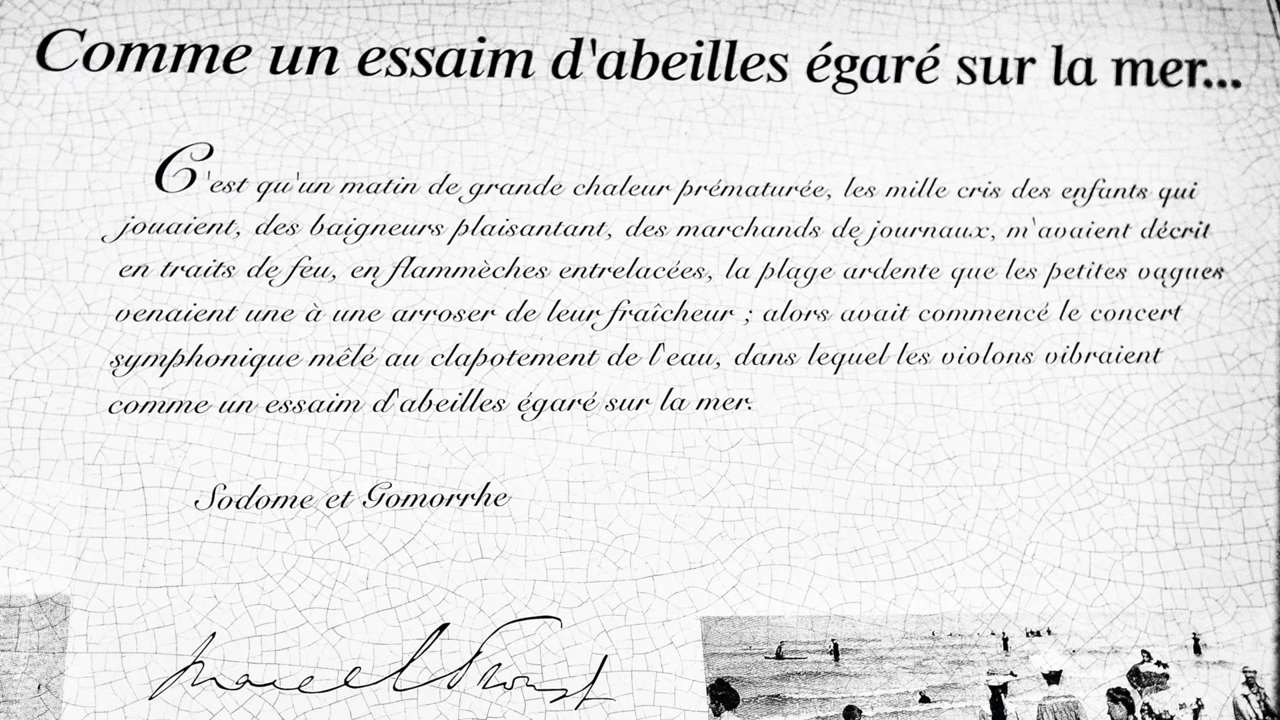 Comme un essaim d'abeilles égaré sur la mer...
C'est qu'un matin de grande chaleur prématurée, les mille cris des enfants qui
jouaient, des baigneurs plaisantant, des marchands de journaux, m'avaient décrit
en traits de feu, en flammèches entrelacées, la plage ardente que les petites vagues
venaient une à une arroser de leur fraîcheur ; alors avait commencé le concert
symphonique mêlé au clapotement de l'eau, dans lequel les violons vibraient
comme un essaim d'abeilles égaré sur la mer.
Sodome et Gomorrhe
Marcel Proust